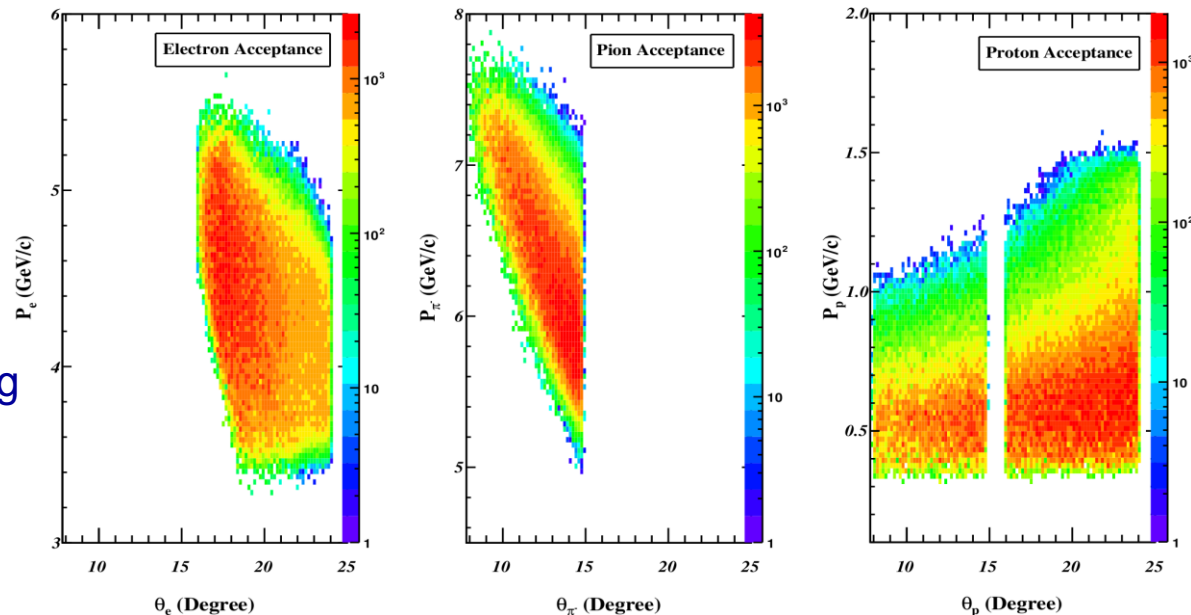 6
5
4
3
P_e (GeV/c)
10 15 20 25
θ_e (Degree)
Electron Acceptance
10³
10²
10
1
8
7
6
5
P_π⁻ (GeV/c)
10 15 20 25
θ_π⁻ (Degree)
Pion Acceptance
10³
10²
10
1
2.0
1.5
1.0
0.5
P_p (GeV/c)
10 15 20 25
θ_p (Degree)
Proton Acceptance
10³
10²
10
1
g